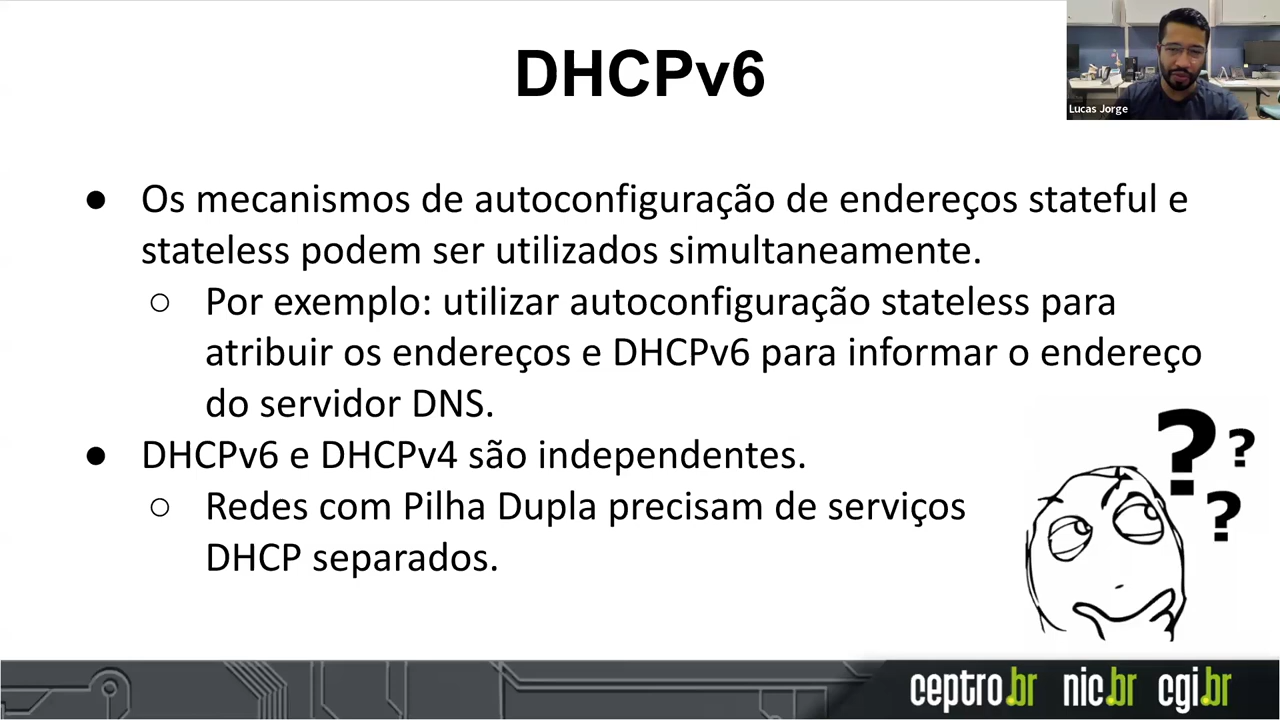 DHCPv6
Lucas Jorge
● Os mecanismos de autoconfiguração de endereços stateful e
stateless podem ser utilizados simultaneamente.
○ Por exemplo: utilizar autoconfiguração stateless para
atribuir os endereços e DHCPv6 para informar o endereço
do servidor DNS.
● DHCPv6 e DHCPv4 são independentes.
○ Redes com Pilha Dupla precisam de serviços
DHCP separados.
? ? ?
ceptro.br nic.br cgi.br